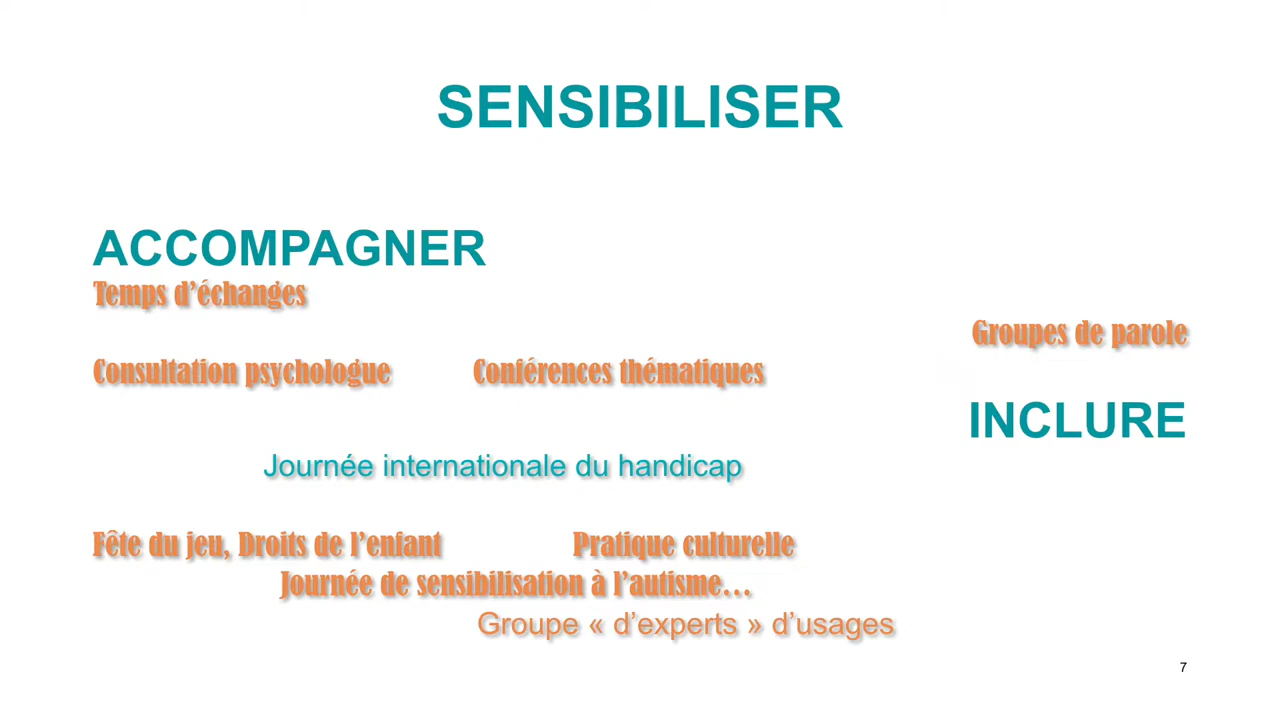 SENSIBILISER
ACCOMPAGNER
Temps d’échanges
Groupes de parole
Consultation psychologue Conférences thématiques
INCLURE
Journée internationale du handicap
Fête du jeu, Droits de l’enfant Pratique culturelle
Journée de sensibilisation à l’autisme…
Groupe « d’experts » d’usages
7